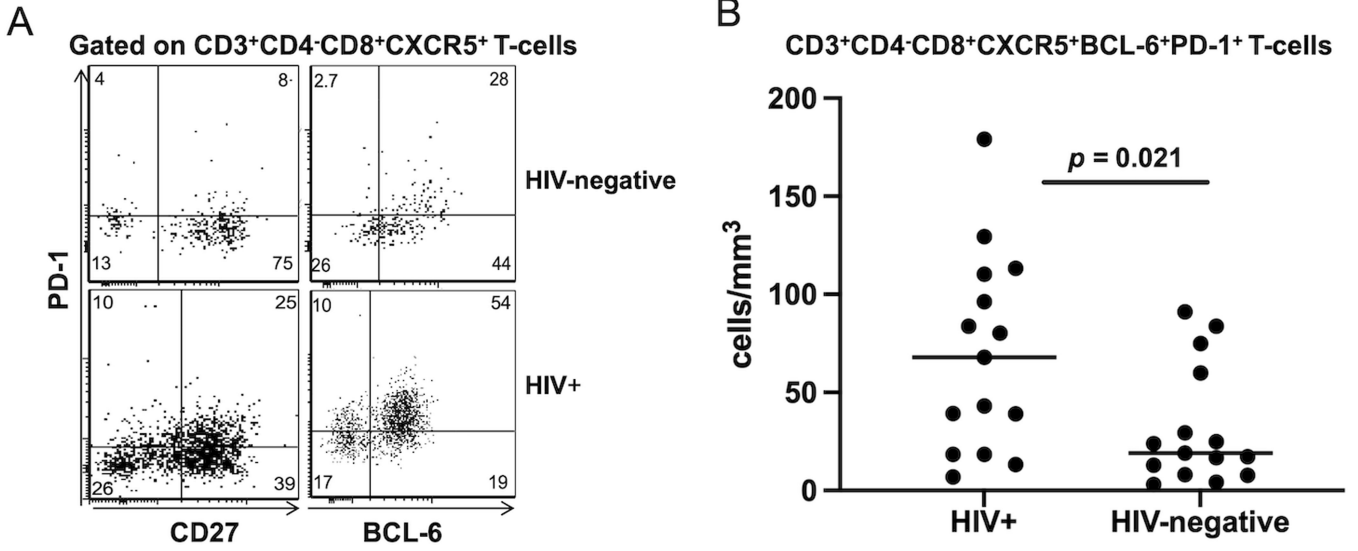 A
Gated on CD3⁺CD4⁻CD8⁺CXCR5⁺ T-cells
4 8· 2.7 28
HIV-negative
13 75 26 44
PD-1
10 25 10 54
HIV+
26 39 17 19
CD27 BCL-6
B
CD3⁺CD4⁻CD8⁺CXCR5⁺BCL-6⁺PD-1⁺ T-cells
cells/mm³
200
p = 0.021
150
100
50
0
HIV+ HIV-negative